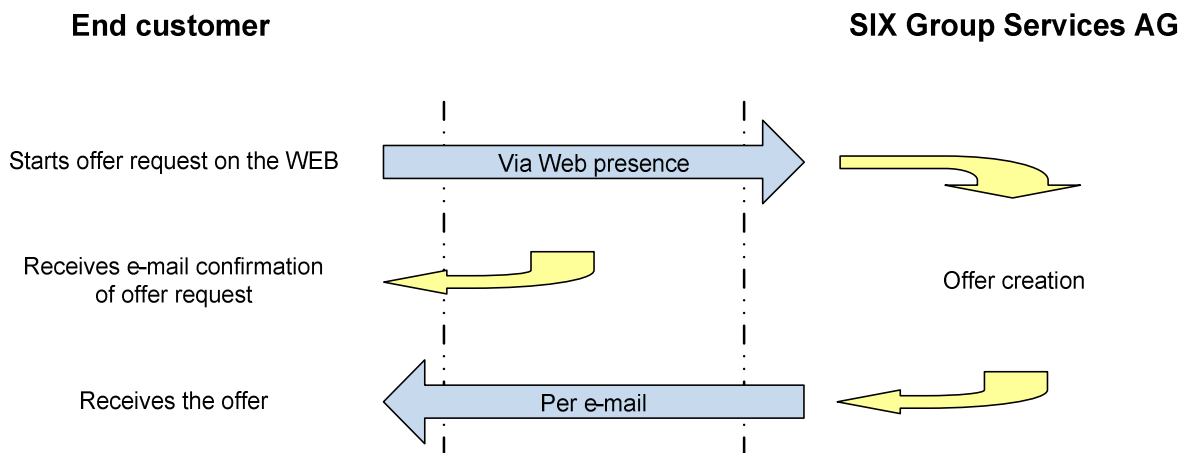 End customer
SIX Group Services AG
Starts offer request on the WEB
Via Web presence
Receives e-mail confirmation
of offer request
Offer creation
Receives the offer
Per e-mail